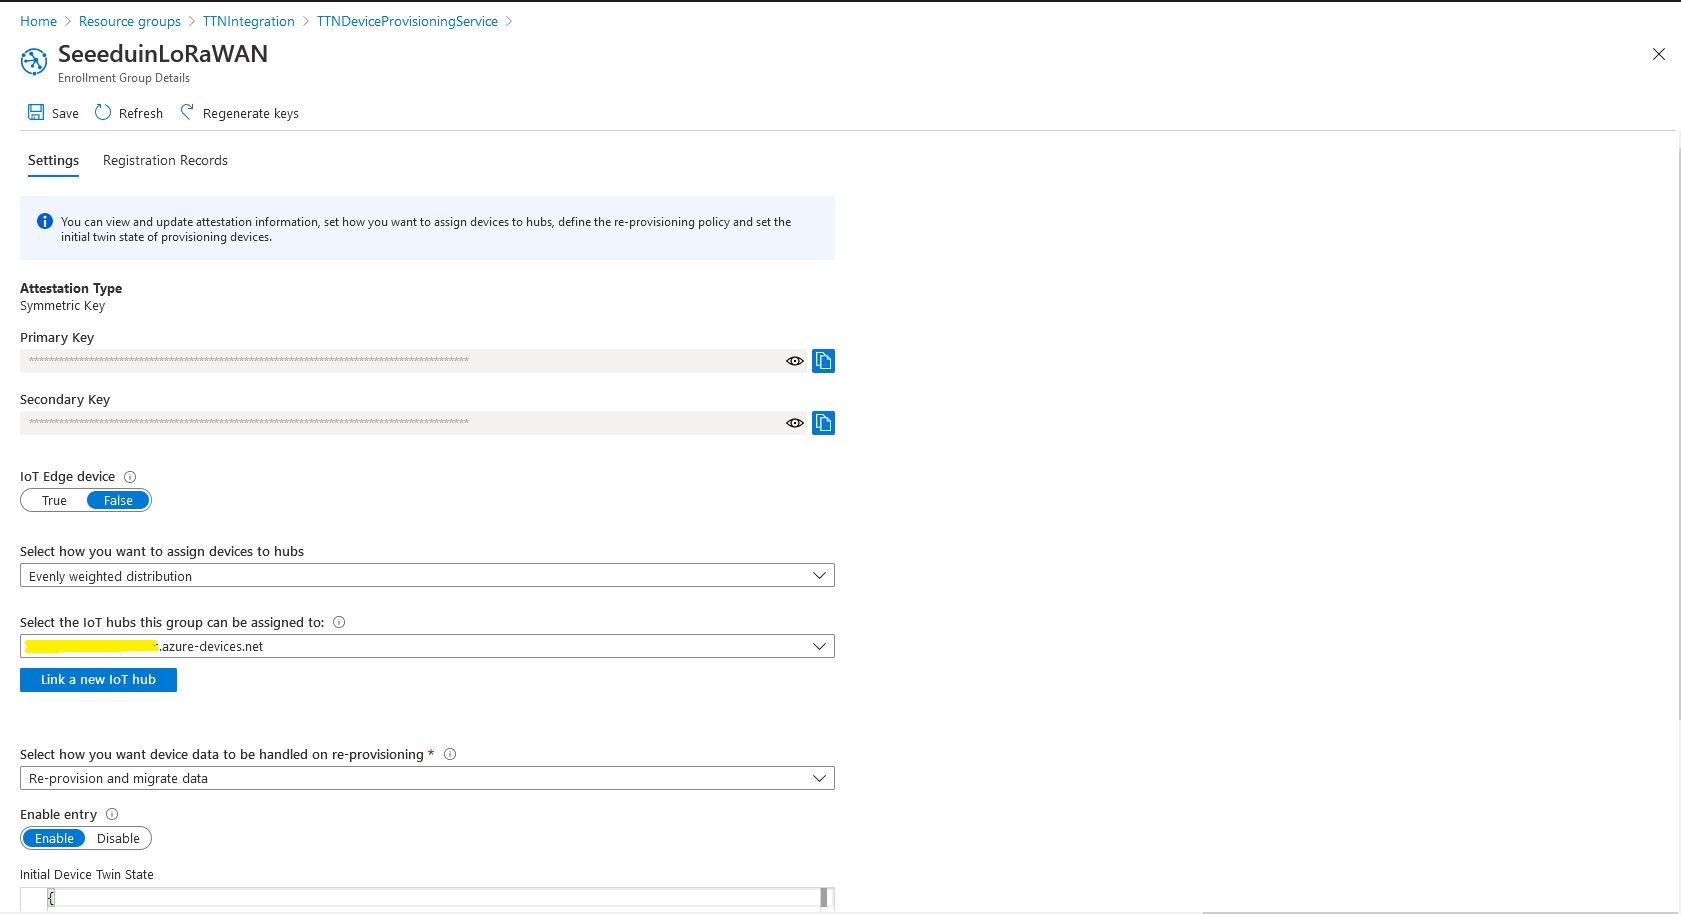 Home > Resource groups > TTNIntegration > TTNDeviceProvisioningService >
SeeeduinLoRaWAN
Enrollment Group Details
Save Refresh Regenerate keys
Settings Registration Records
You can view and update attestation information, set how you want to assign devices to hubs, define the re-provisioning policy and set the
initial twin state of provisioning devices.
Attestation Type
Symmetric Key
Primary Key
****************************************************************************************
Secondary Key
****************************************************************************************
IoT Edge device
True False
Select how you want to assign devices to hubs
Evenly weighted distribution
Select the IoT hubs this group can be assigned to:
.azure-devices.net
Link a new IoT hub
Select how you want device data to be handled on re-provisioning *
Re-provision and migrate data
Enable entry
Enable Disable
Initial Device Twin State
{